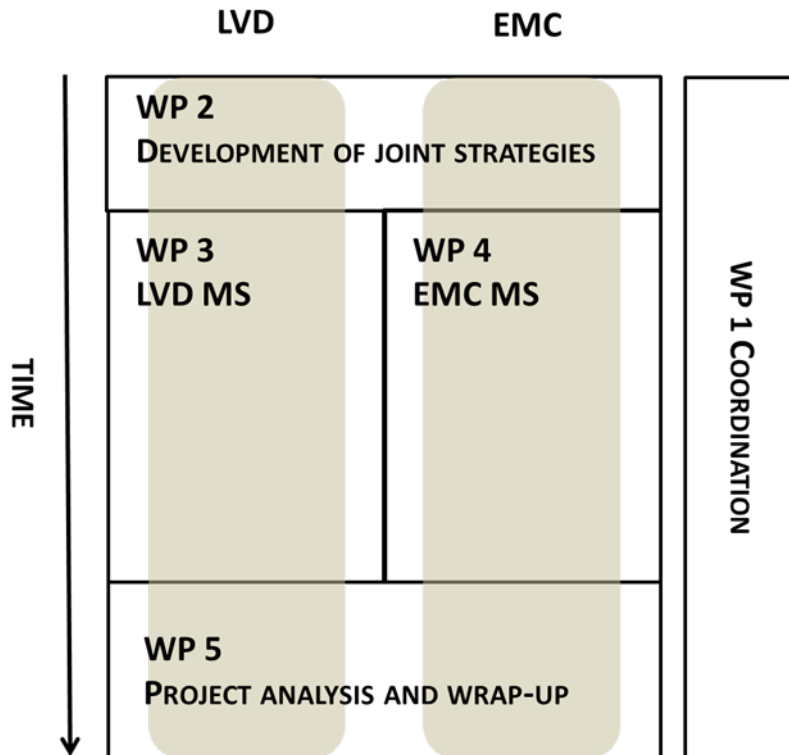 LVD
EMC
WP 2
DEVELOPMENT OF JOINT STRATEGIES
WP 3
LVD MS
WP 4
EMC MS
TIME
WP 1 COORDINATION
WP 5
PROJECT ANALYSIS AND WRAP-UP